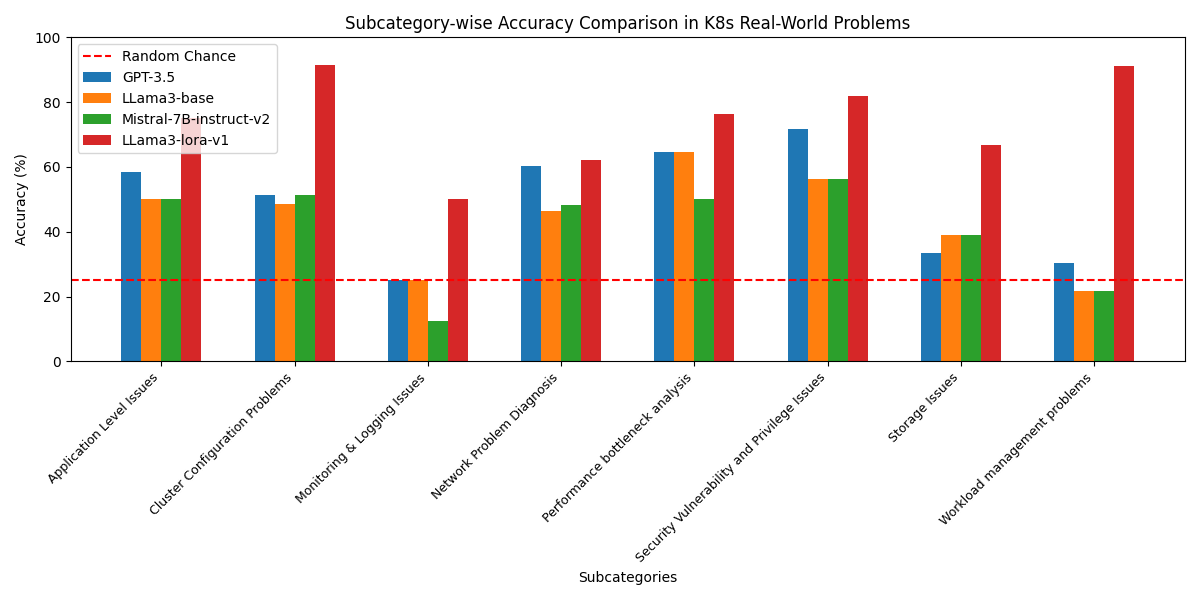 Subcategory-wise Accuracy Comparison in K8s Real-World Problems
Accuracy (%)
100
80
60
40
20
0
Random Chance
GPT-3.5
LLama3-base
Mistral-7B-instruct-v2
LLama3-lora-v1
Application Level Issues
Cluster Configuration Problems
Monitoring & Logging Issues
Network Problem Diagnosis
Performance bottleneck analysis
Security Vulnerability and Privilege Issues
Storage Issues
Workload management problems
Subcategories